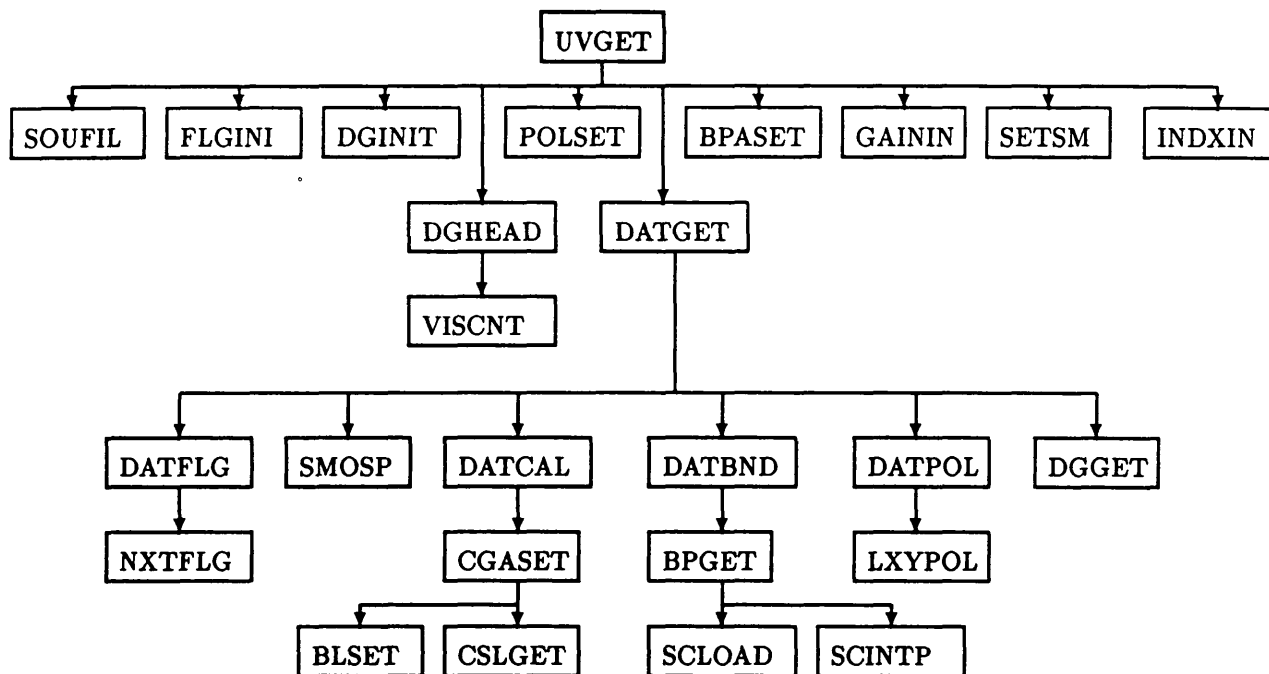 UVGET
SOUFIL FLGINI DGINIT POLSET BPASET GAININ SETSM INDXIN
DGHEAD DATGET
VISCNT
DATFLG SMOSP DATCAL DATBND DATPOL DGGET
NXTFLG CGASET BPGET LXYPOL
BLSET CSLGET SCLOAD SCINTP